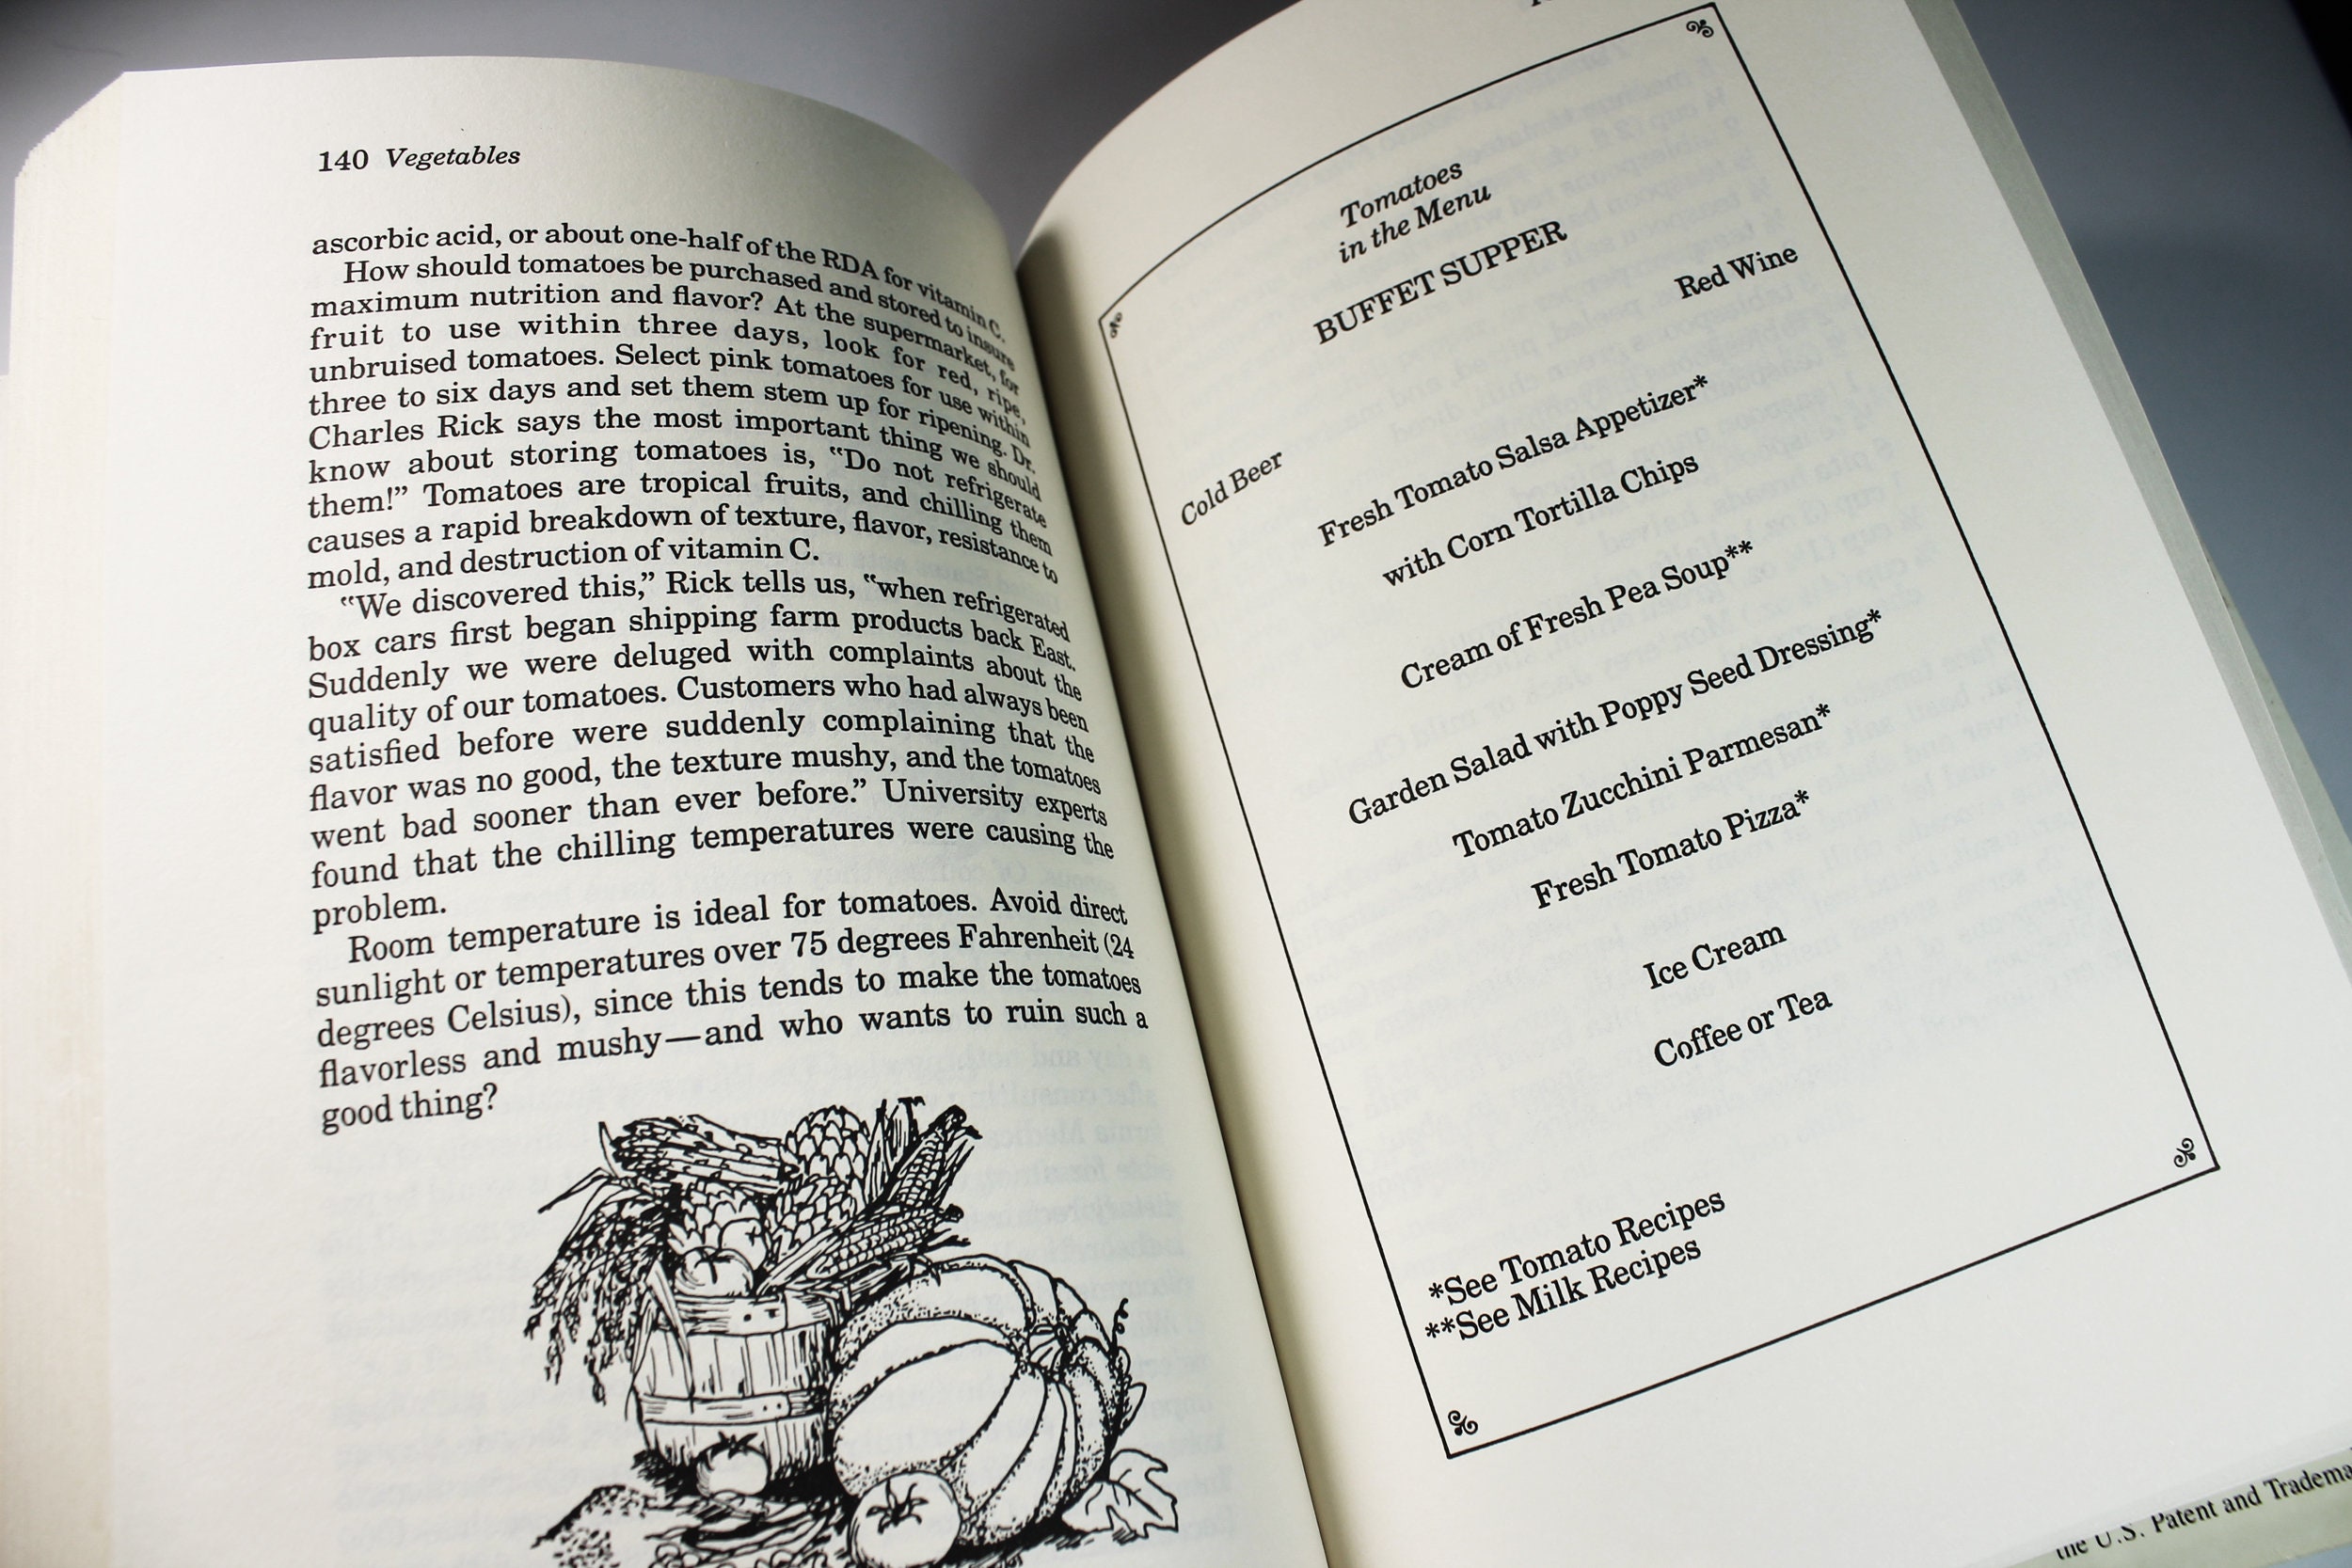 140 Vegetables
ascorbic acid, or about one-half of the RDA for vitamin C.
How should tomatoes be purchased and stored to insure
maximum nutrition and flavor? At the supermarket, for
fruit to use within three days, look for red, ripe,
unbruised tomatoes. Select pink tomatoes for use within
three to six days and set them stem up for ripening. Dr.
Charles Rick says the most important thing we should
know about storing tomatoes is, "Do not refrigerate
them!" Tomatoes are tropical fruits, and chilling them
causes a rapid breakdown of texture, flavor, resistance to
mold, and destruction of vitamin C.
"We discovered this," Rick tells us, "when refrigerated
box cars first began shipping farm products back East.
Suddenly we were deluged with complaints about the
quality of our tomatoes. Customers who had always been
satisfied before were suddenly complaining that the
flavor was no good, the texture mushy, and the tomatoes
went bad sooner than ever before." University experts
found that the chilling temperatures were causing the
problem.
Room temperature is ideal for tomatoes. Avoid direct
sunlight or temperatures over 75 degrees Fahrenheit (24
degrees Celsius), since this tends to make the tomatoes
flavorless and mushy—and who wants to ruin such a
good thing?
Tomatoes
in the Menu
BUFFET SUPPER
Cold Beer Red Wine
Fresh Tomato Salsa Appetizer*
with Corn Tortilla Chips
Cream of Fresh Pea Soup**
Garden Salad with Poppy Seed Dressing*
Tomato Zucchini Parmesan*
Fresh Tomato Pizza*
Ice Cream
Coffee or Tea
*See Tomato Recipes
**See Milk Recipes
the U.S. Patent and